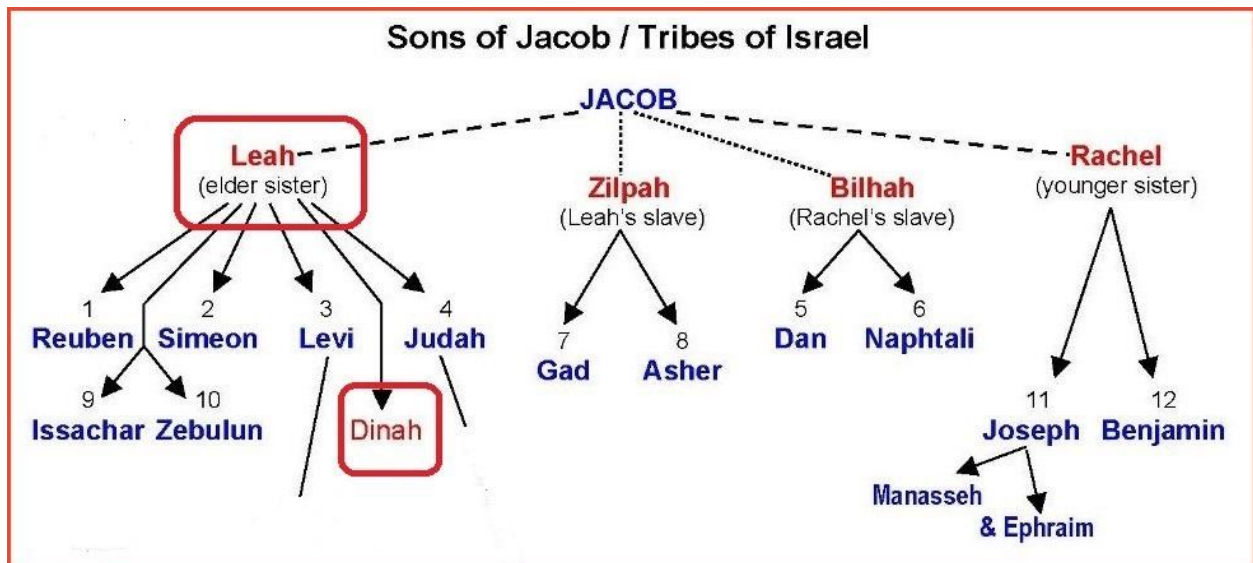 Sons of Jacob / Tribes of Israel
JACOB
Leah
(elder sister)
Zilpah
(Leah's slave)
Bilhah
(Rachel's slave)
Rachel
(younger sister)
1
Reuben
2
Simeon
3
Levi
4
Judah
7
Gad
8
Asher
5
Dan
6
Naphtali
9
Issachar
10
Zebulun
Dinah
11
Joseph
12
Benjamin
Manasseh
& Ephraim